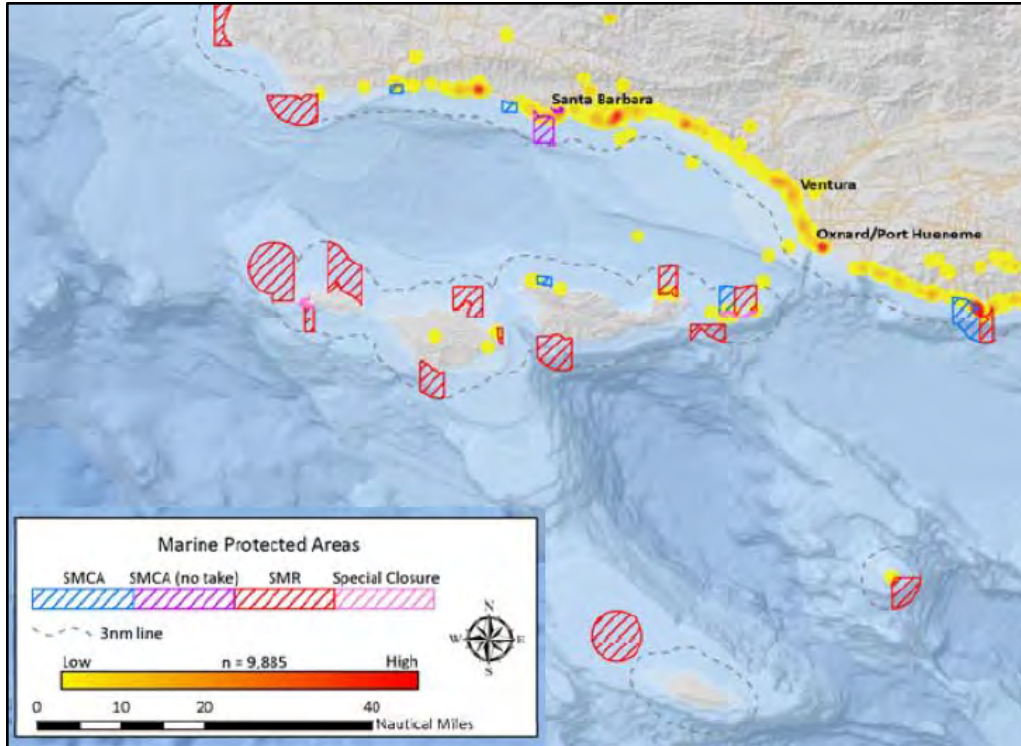 Santa Barbara
Ventura
Oxnard/Port Hueneme
Marine Protected Areas
SMCA SMCA (no take) SMR Special Closure
3nm line
N
W E
S
Low n = 9,885 High
0 10 20 40
Nautical Miles